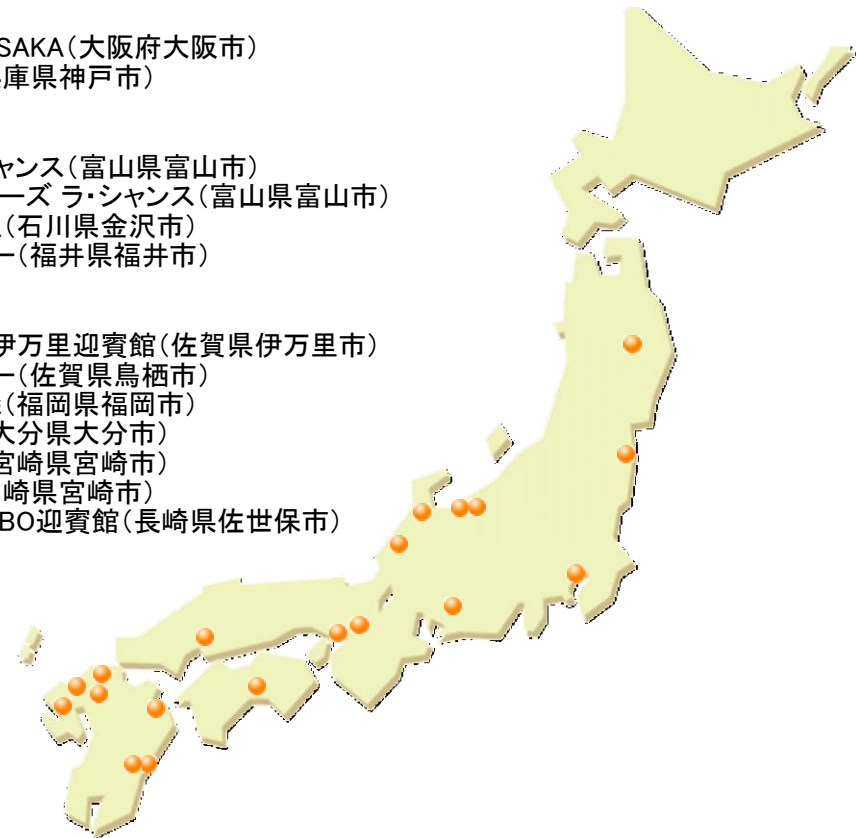 SAKA（大阪府大阪市）
庫県神戸市）
ャンス（富山県富山市）
ーズ ラ・シャンス（富山県富山市）
（石川県金沢市）
ー（福井県福井市）
伊万里迎賓館（佐賀県伊万里市）
ー（佐賀県鳥栖市）
（福岡県福岡市）
大分県大分市）
宮崎県宮崎市）
崎県宮崎市）
BO迎賓館（長崎県佐世保市）